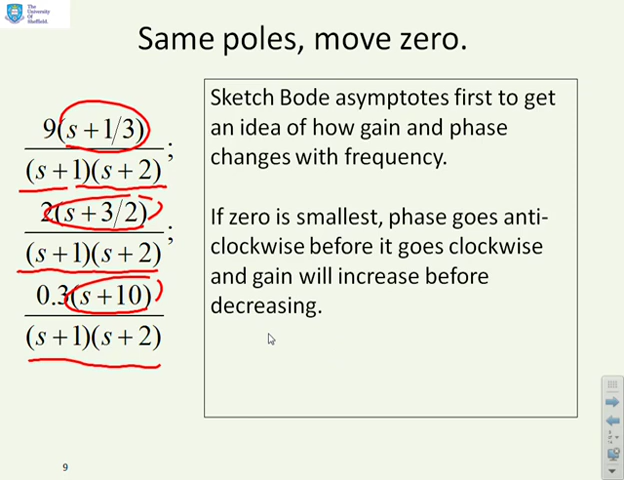 The
University
Of
Sheffield.
Same poles, move zero.
9(s+1/3)
(s+1)(s+2) ;
2(s+3/2)
(s+1)(s+2) ;
0.3(s+10)
(s+1)(s+2)
Sketch Bode asymptotes first to get
an idea of how gain and phase
changes with frequency.
If zero is smallest, phase goes anti-
clockwise before it goes clockwise
and gain will increase before
decreasing.
9